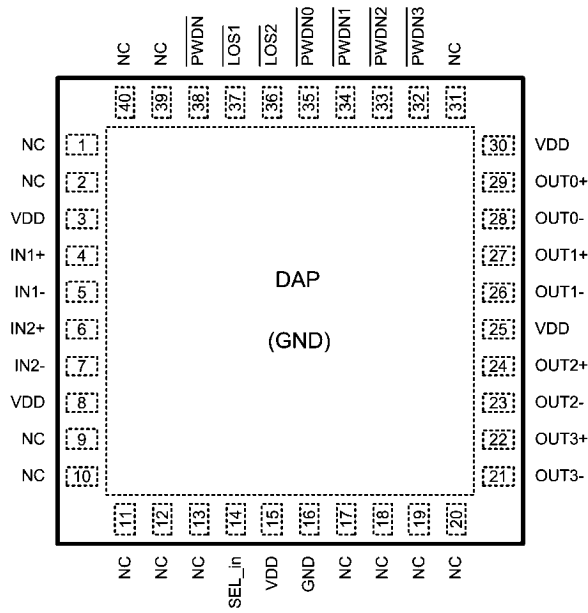 NC
NC
PWDN
LOS1
LOS2
PWDN0
PWDN1
PWDN2
PWDN3
NC
40
39
38
37
36
35
34
33
32
31
NC 1
NC 2
VDD 3
IN1+ 4
IN1- 5
IN2+ 6
IN2- 7
VDD 8
NC 9
NC 10
DAP
(GND)
30 VDD
29 OUT0+
28 OUT0-
27 OUT1+
26 OUT1-
25 VDD
24 OUT2+
23 OUT2-
22 OUT3+
21 OUT3-
11
12
13
14
15
16
17
18
19
20
NC
NC
NC
SEL_in
VDD
GND
NC
NC
NC
NC